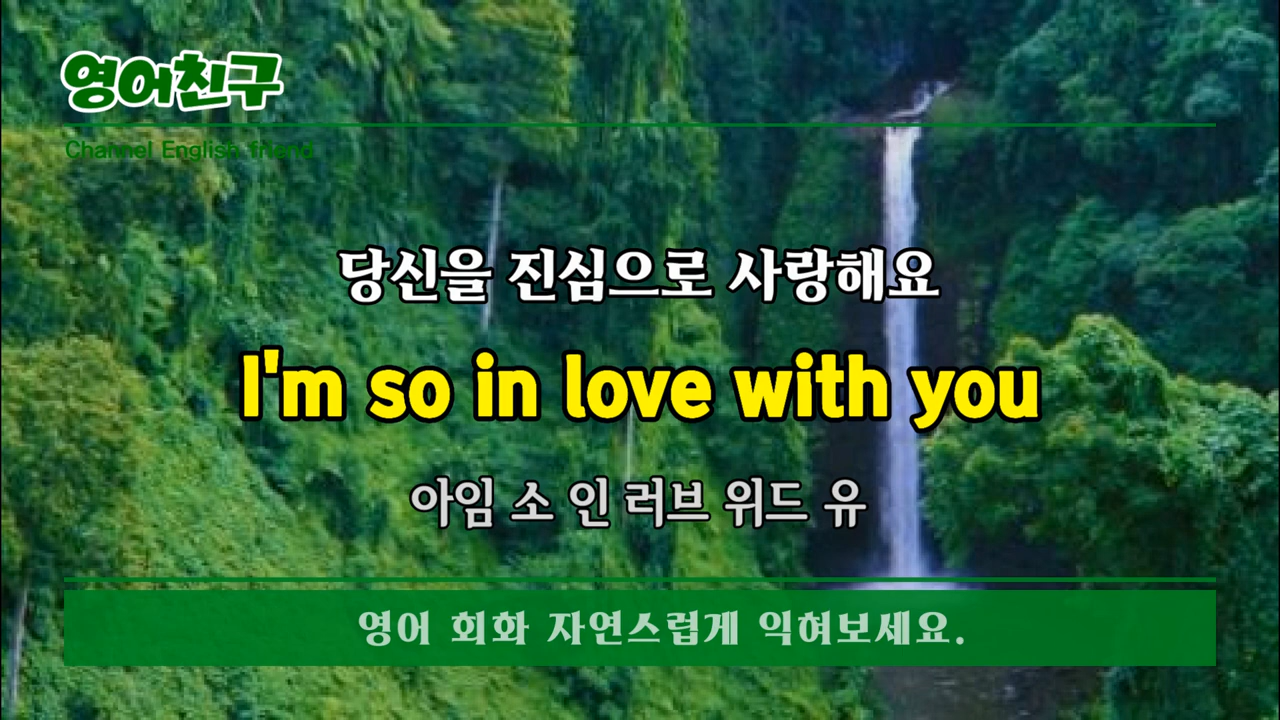 영어친구
Channel English friend
당신을 진심으로 사랑해요
I'm so in love with you
아임 소 인 러브 위드 유
영어 회화 자연스럽게 익혀보세요.